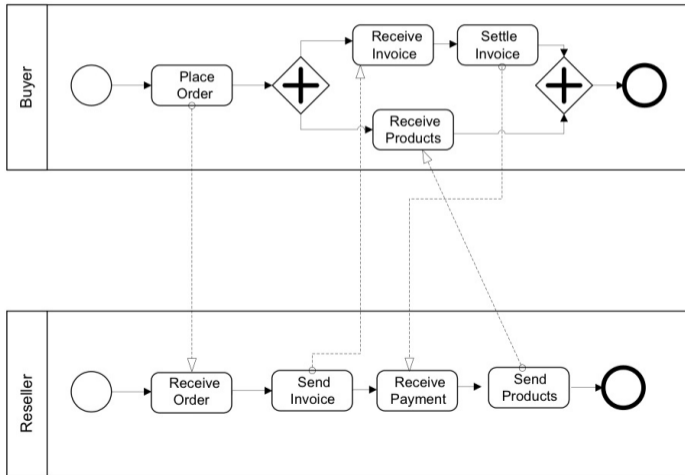 Buyer
Place
Order
Receive
Invoice
Settle
Invoice
Receive
Products
Reseller
Receive
Order
Send
Invoice
Receive
Payment
Send
Products